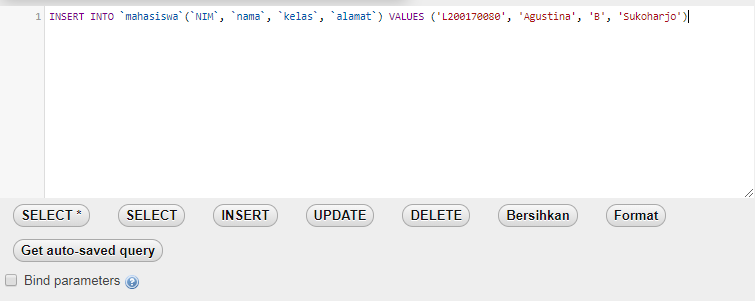 1 INSERT INTO `mahasiswa`(`NIM`, `nama`, `kelas`, `alamat`) VALUES ('L200170080', 'Agustina', 'B', 'Sukoharjo')
SELECT * SELECT INSERT UPDATE DELETE Bersihkan Format
Get auto-saved query
Bind parameters ?